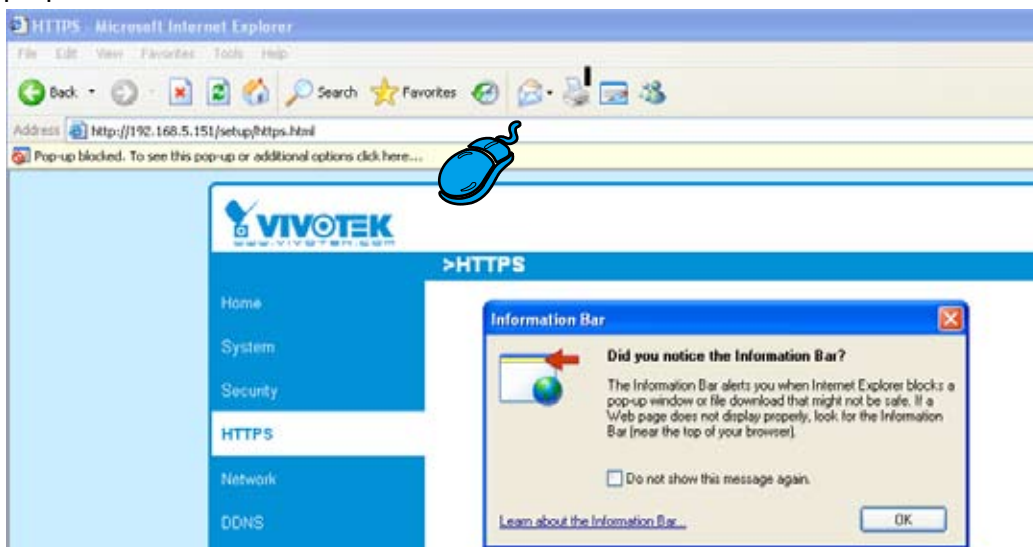 HTTPS - Microsoft Internet Explorer
File Edit View Favorites Tools Help
Back Search Favorites
Address http://192.168.5.151/setup/https.html
Pop-up blocked. To see this pop-up or additional options click here...
VIVOTEK
www.vivotek.com
>HTTPS
Home
System
Security
HTTPS
Network
DDNS
Information Bar
Did you notice the Information Bar?
The Information Bar alerts you when Internet Explorer blocks a
pop-up window or file download that might not be safe. If a
Web page does not display properly, look for the Information
Bar (near the top of your browser).
Do not show this message again.
Learn about the Information Bar...
OK